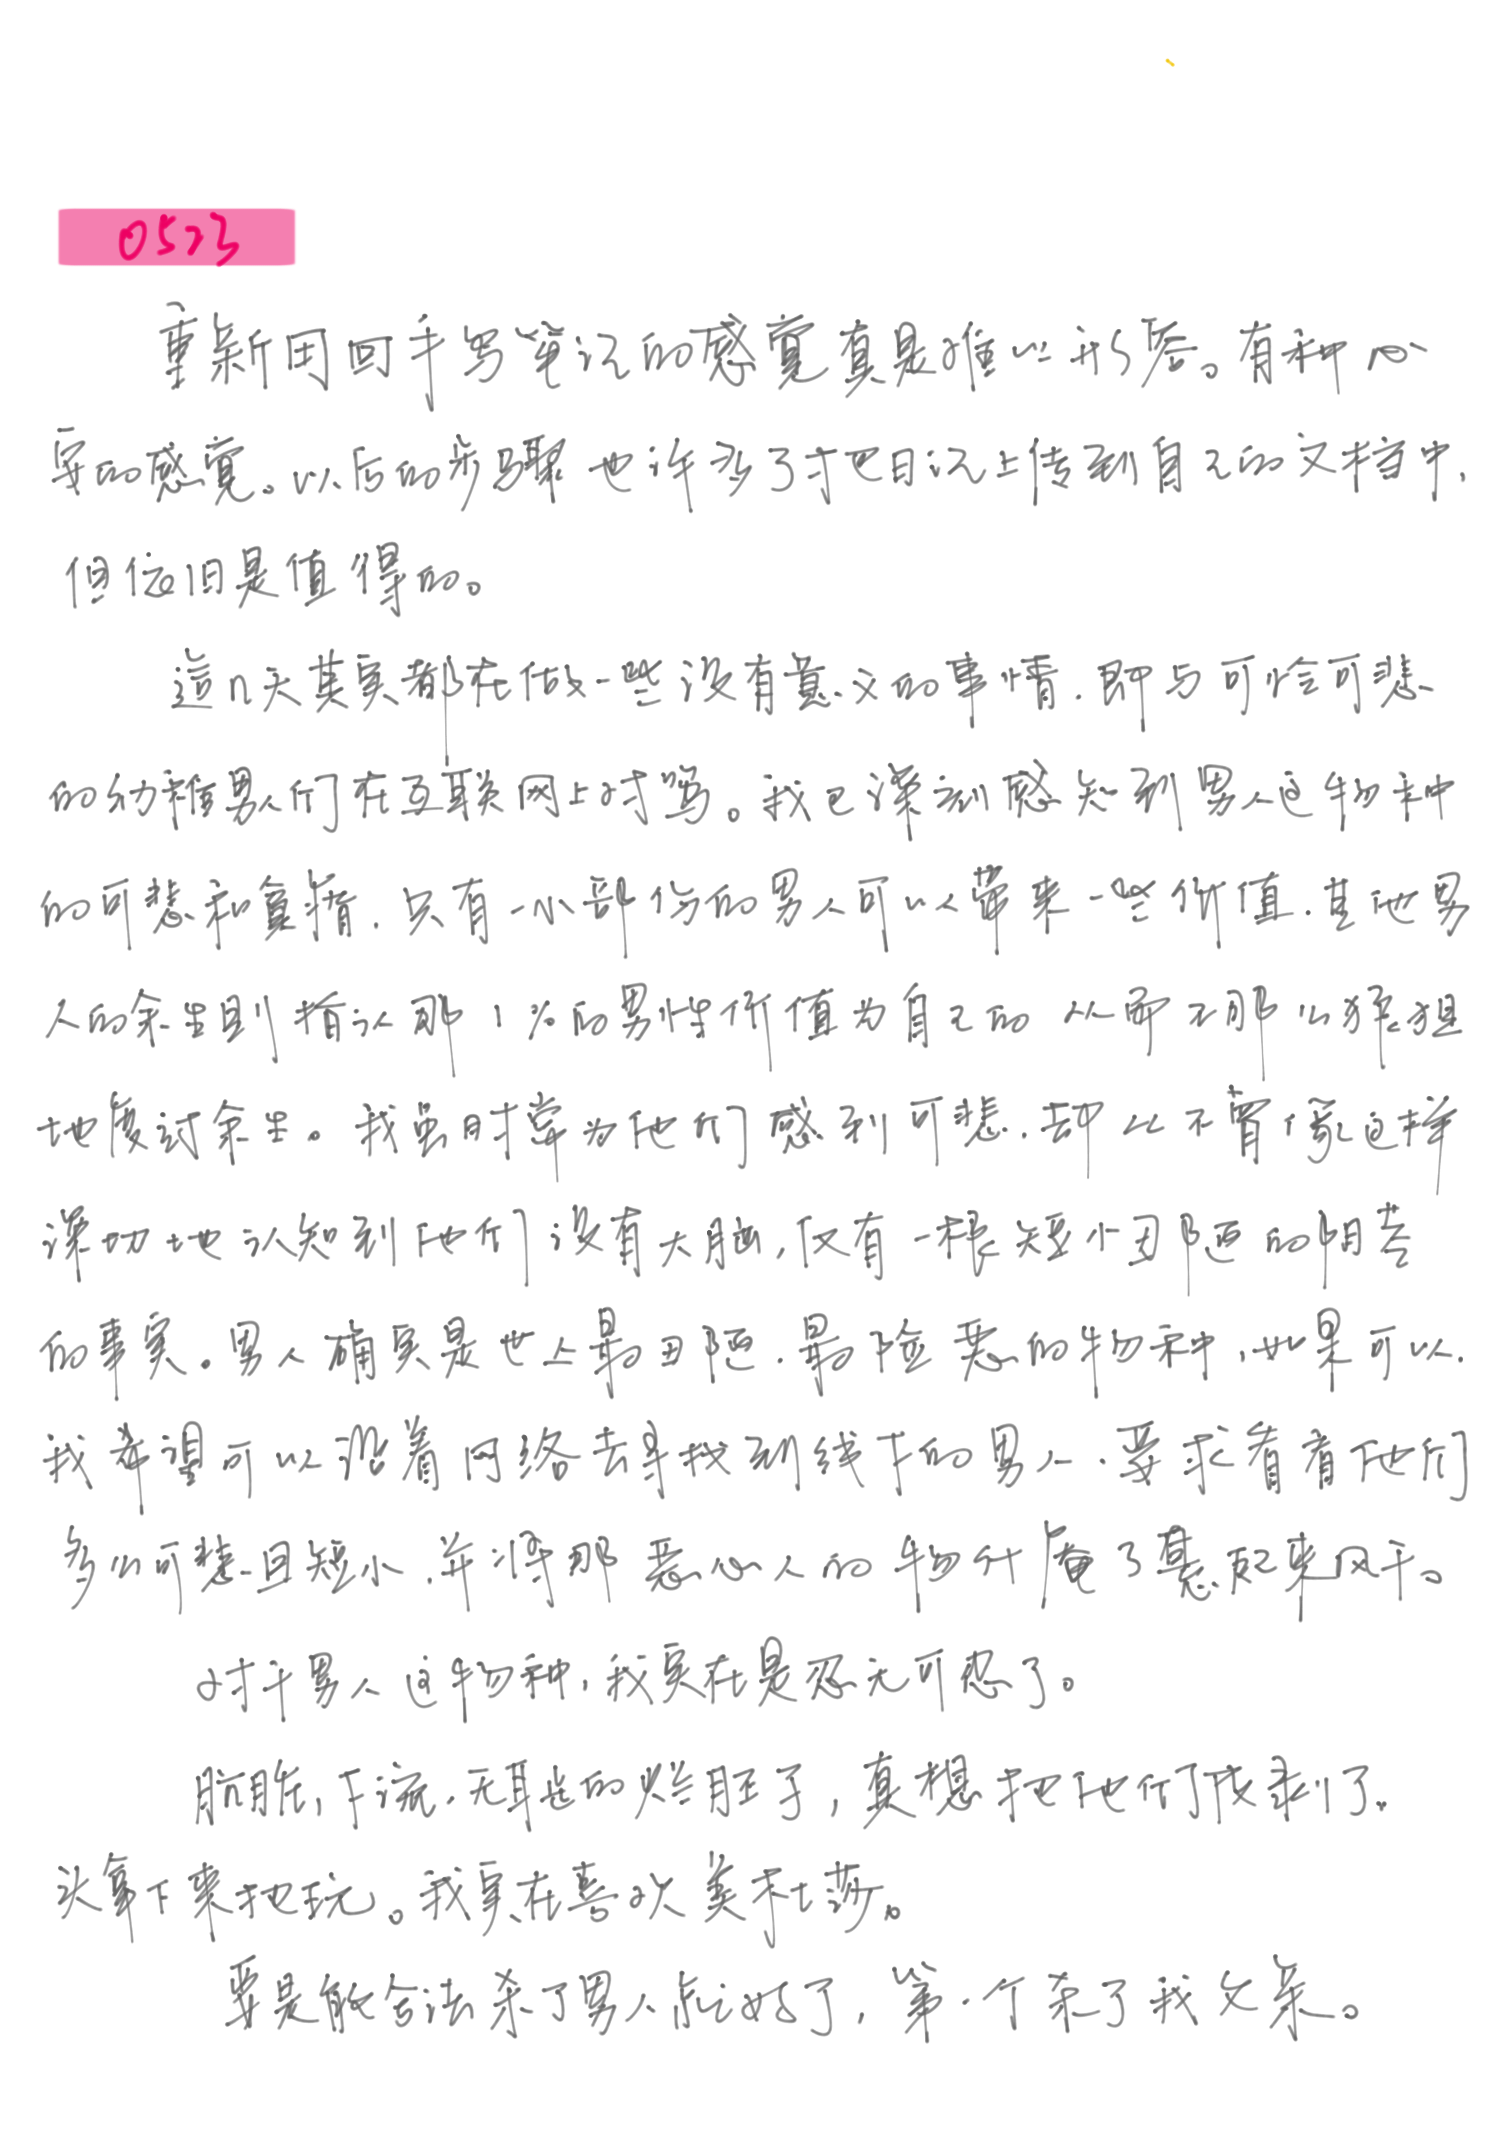 0523
重新用回手写笔记的感觉真是难以形容。有种心
安的感觉。以后的步骤也许多了才把日记上传到自己的文档中，
但依旧是值得的。
這几天其实都在做一些没有意义的事情，即与可怜可悲
的幼稚男人们在互联网上对骂。我已深刻感知到男人这物种
的可悲和，只有一小部份的男人可以带来一些价值，其他男
人的余生则指认那1%的男性价值为自己的 从而不那么狼狈
地度过余生。我虽时常为他们感到可悲，却从不曾像这样
深切地认知到他们没有大脑，仅有一根短小丑陋的阴茎
的事实。男人确实是世上最丑陋，最险恶的物种，如果可以，
我希望可以沿着网络去寻找到线下的男人，要求看看他们
多么可悲且短小，并将那恶心人的物件阉了悬起来风干。
对于男人这物种，我实在是忍无可忍了。
肮脏，下流，无耻的烂胚子，真想把他们伐剁了，
头拿下来把玩。我实在喜欢美杜莎。
要是能合法杀了男人就好了，第一个杀了我父亲。